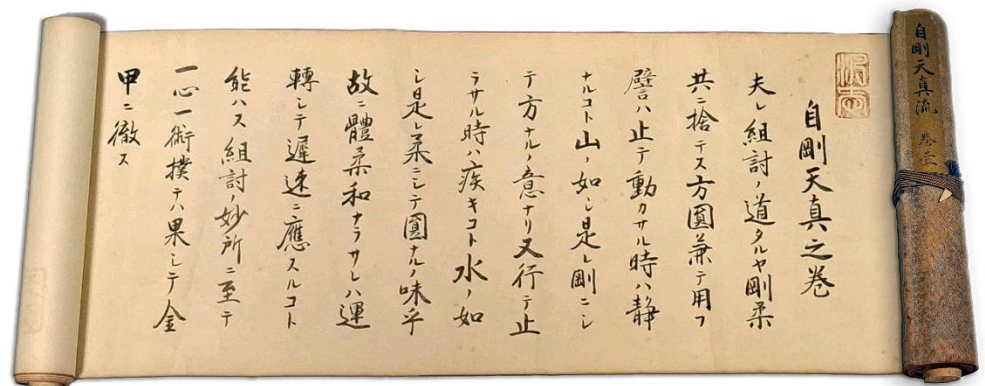 自剛天真之巻
夫レ組討ノ道タルヤ剛柔
共ニ捨テス方圓兼テ用フ
譬ハ止テ動カサル時ハ静
ナルコト山ノ如シ是レ剛ニシ
テ方ナルノ意ナリ又行テ止
ラサル時ハ疾キコト水ノ如
シ是レ柔ニシテ圓ナルノ味乎
故ニ體柔和ナラサレハ運
轉シテ遅速ニ應スルコト
能ハス組討ノ妙所ニ至テ
一心一術撲テハ果シテ金
甲ニ徹ス
自剛天真流 巻壱